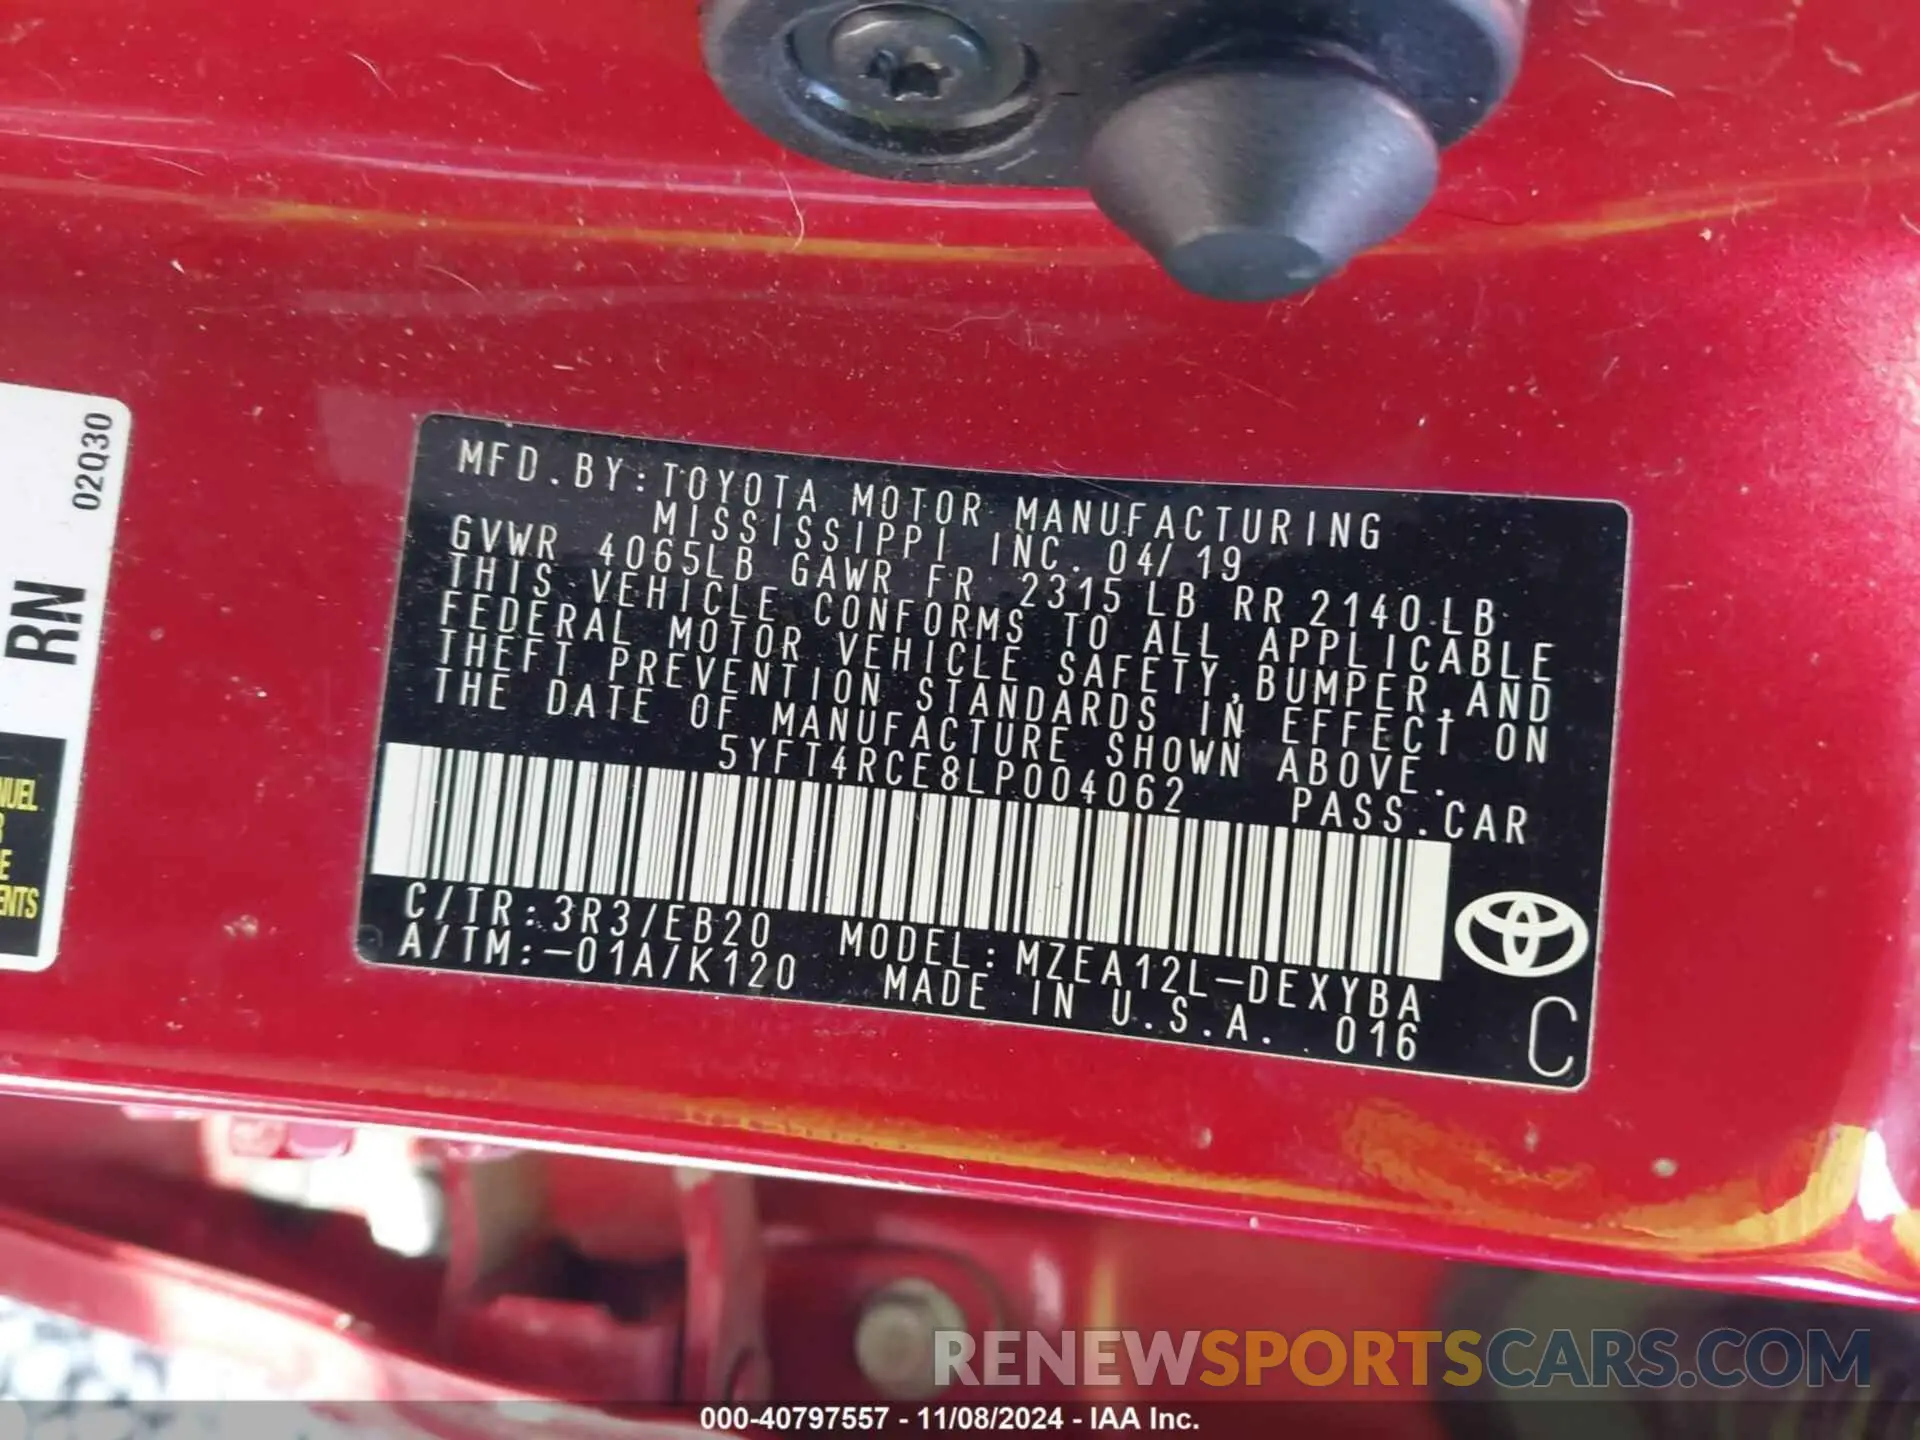 02Q30
RN
NUEL
E
ENTS
MFD.BY:TOYOTA MOTOR MANUFACTURING
MISSISSIPPI INC. 04/19
GVWR 4065LB GAWR FR 2315LB RR 2140LB
THIS VEHICLE CONFORMS TO ALL APPLICABLE
FEDERAL MOTOR VEHICLE SAFETY,BUMPER,AND
THEFT PREVENTION STANDARDS IN EFFECT ON
THE DATE OF MANUFACTURE SHOWN ABOVE.
5YFT4RCE8LP004062 PASS.CAR
C/TR:3R3/EB20 MODEL:MZEA12L-DEXYBA
A/TM:-01A/K120 MADE IN U.S.A. 016
C
RENEWSPORTSCARS.COM
000-40797557 - 11/08/2024 - IAA Inc.